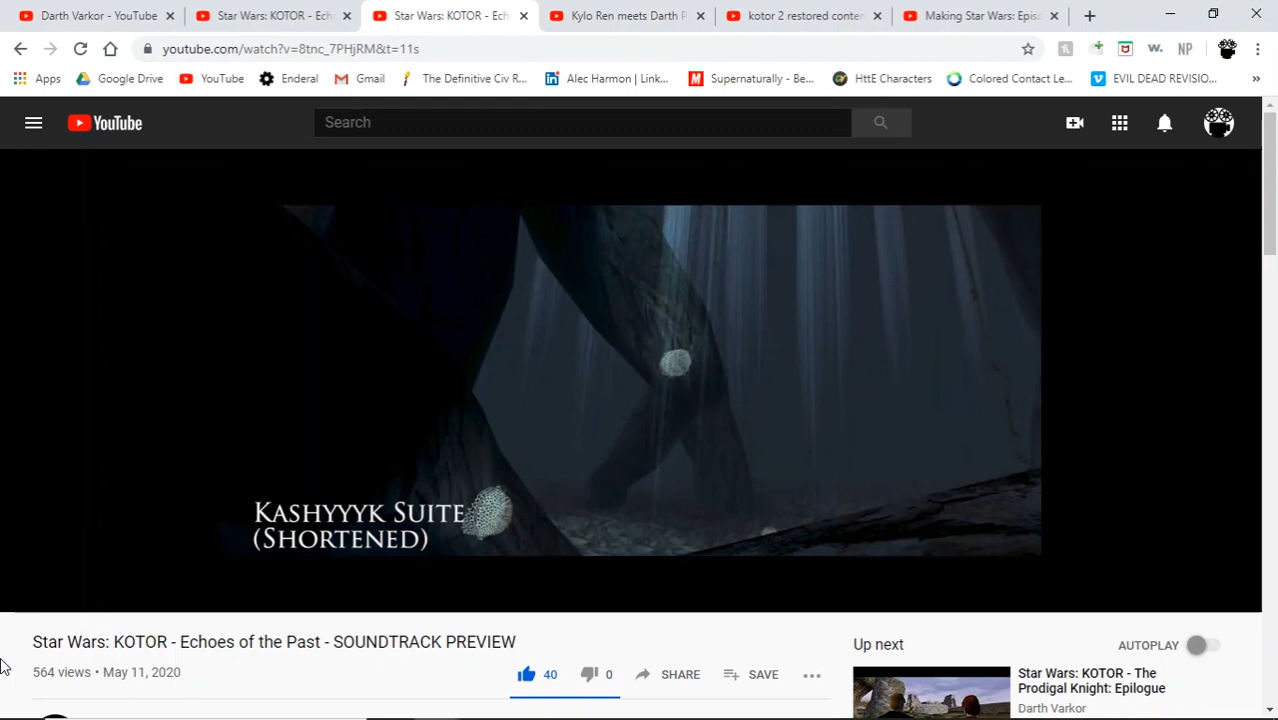 Darth Varkor - YouTube
Star Wars: KOTOR - Ech
Star Wars: KOTOR - Ech
Kylo Ren meets Darth P
kotor 2 restored conten
Making Star Wars: Epis
youtube.com/watch?v=8tnc_7PHjRM&t=11s
w.
NP
Apps
Google Drive
YouTube
Enderal
Gmail
The Definitive Civ R...
Alec Harmon | Link...
Supernaturally - Be...
HttE Characters
Colored Contact Le...
EVIL DEAD REVISIO...
YouTube
Search
KASHYYYK SUITE
(SHORTENED)
Star Wars: KOTOR - Echoes of the Past - SOUNDTRACK PREVIEW
564 views • May 11, 2020
40
0
SHARE
SAVE
Up next
AUTOPLAY
Star Wars: KOTOR - The
Prodigal Knight: Epilogue
Darth Varkor